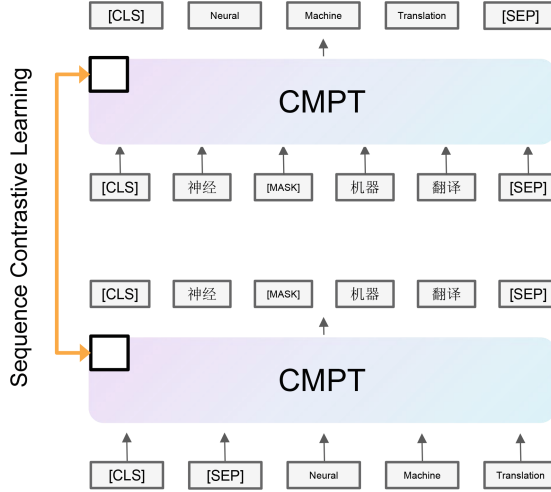 [CLS] Neural Machine Translation [SEP]
CMPT
[CLS] 神经 [MASK] 机器 翻译 [SEP]
Sequence Contrastive Learning
[CLS] 神经 [MASK] 机器 翻译 [SEP]
CMPT
[CLS] [SEP] Neural Machine Translation